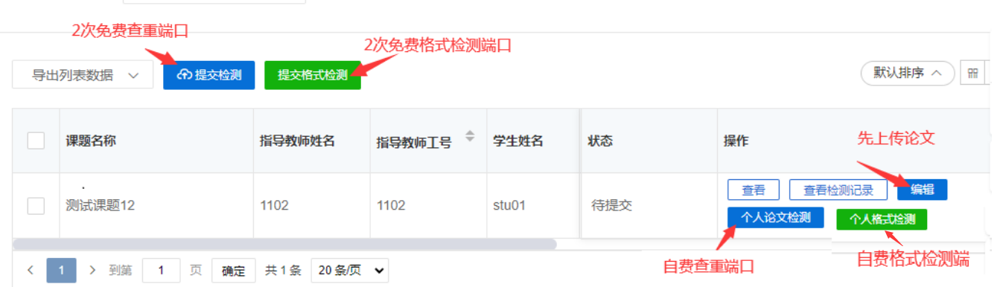 2次免费查重端口
2次免费格式检测端口
导出列表数据 提交检测 提交格式检测 默认排序
课题名称 指导教师姓名 指导教师工号 学生姓名 状态 操作
先上传论文
测试课题12 1102 1102 stu01 待提交
查看 查看检测记录 编辑
个人论文检测 个人格式检测
自费查重端口 自费格式检测端
< 1 > 到第 1 页 确定 共 1 条 20 条/页